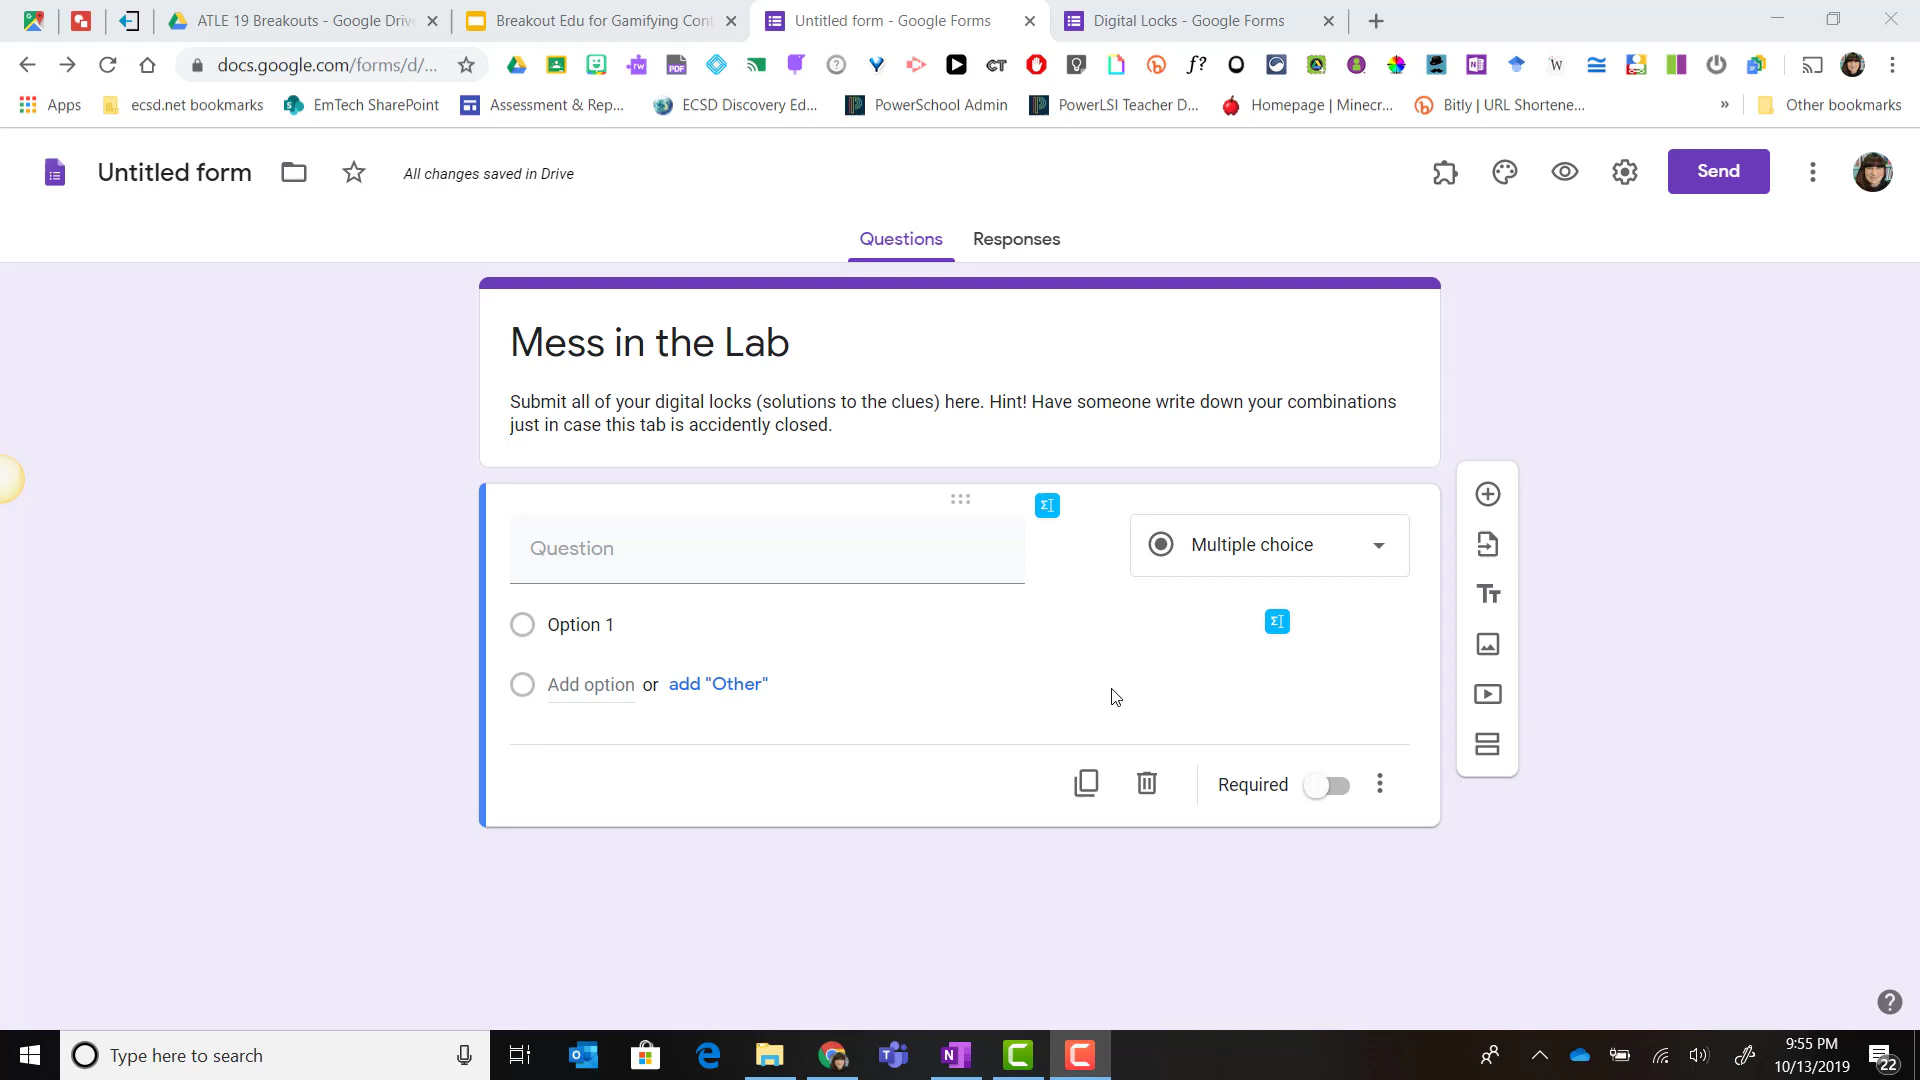 ATLE 19 Breakouts - Google Drive
Breakout Edu for Gamifying Cont
Untitled form - Google Forms
Digital Locks - Google Forms
docs.google.com/forms/d/...
Apps
ecsd.net bookmarks
EmTech SharePoint
Assessment & Rep...
ECSD Discovery Ed...
PowerSchool Admin
PowerLSI Teacher D...
Homepage | Minecr...
Bitly | URL Shortene...
»
Other bookmarks
Untitled form
All changes saved in Drive
Send
Questions
Responses
Mess in the Lab
Submit all of your digital locks (solutions to the clues) here. Hint! Have someone write down your combinations
just in case this tab is accidently closed.
Question
Multiple choice
Option 1
Add option or add "Other"
Required
Type here to search
9:55 PM
10/13/2019
22